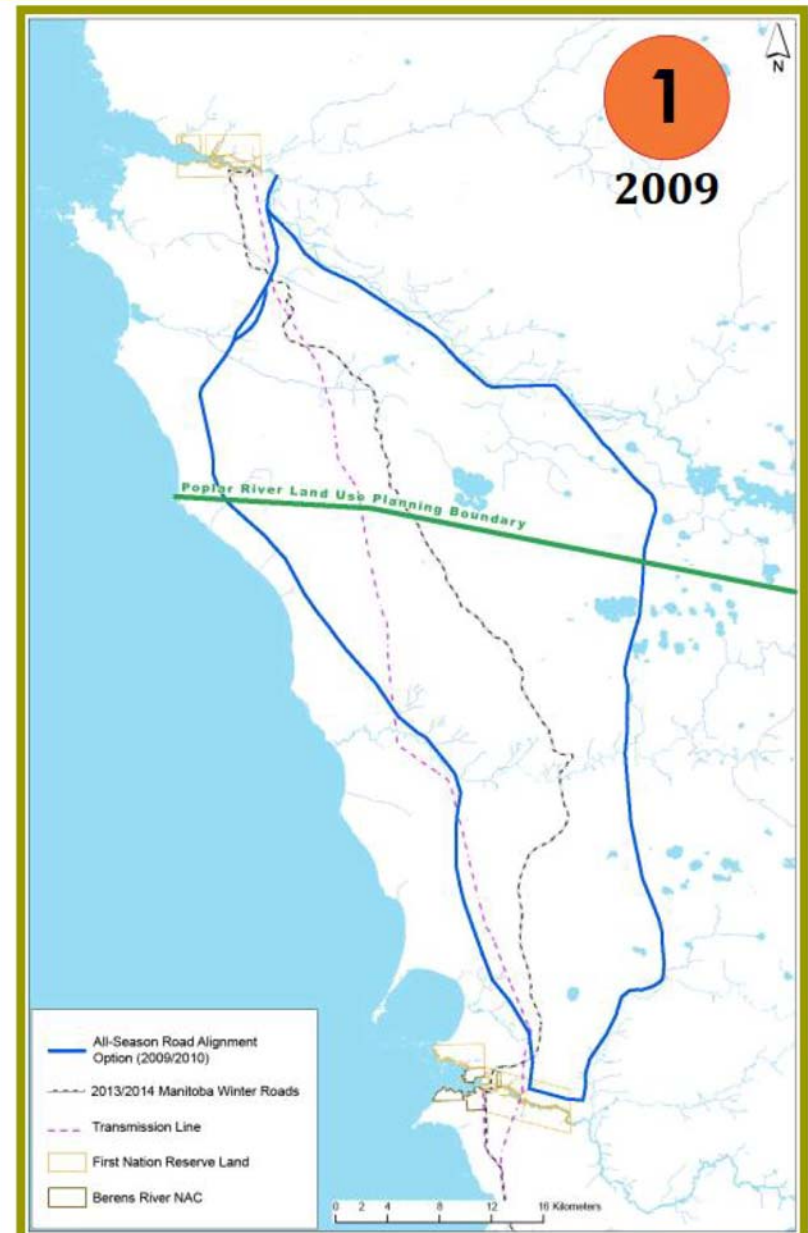 N
1
2009
Poplar River Land Use Planning Boundary
All-Season Road Alignment
Option (2009/2010)
2013/2014 Manitoba Winter Roads
Transmission Line
First Nation Reserve Land
Berens River NAC
0 2 4 8 12 16 Kilometers